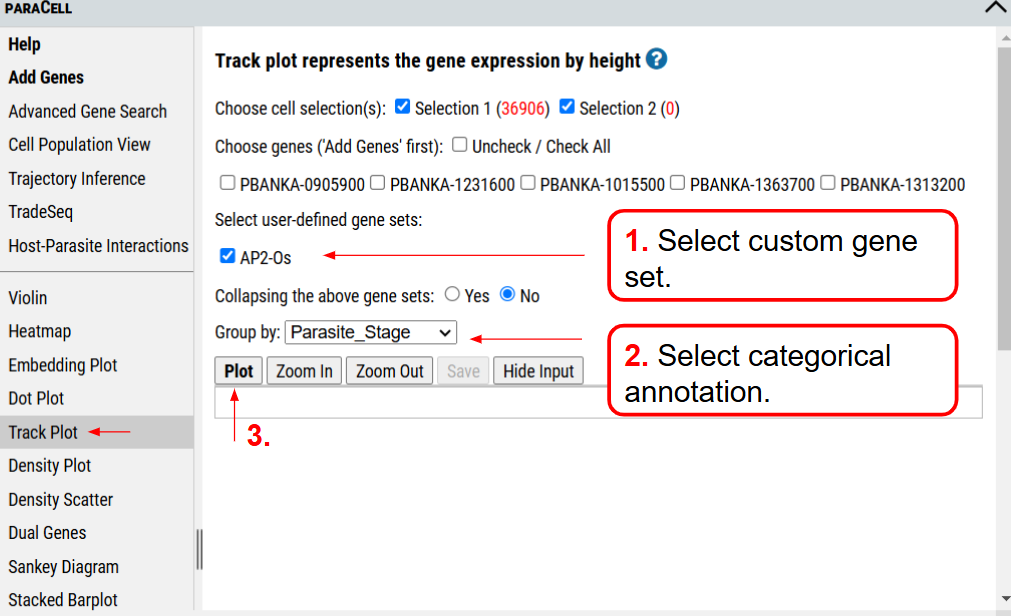 PARACELL
Help
Add Genes
Advanced Gene Search
Cell Population View
Trajectory Inference
TradeSeq
Host-Parasite Interactions
Violin
Heatmap
Embedding Plot
Dot Plot
Track Plot
Density Plot
Density Scatter
Dual Genes
Sankey Diagram
Stacked Barplot
Track plot represents the gene expression by height ?
Choose cell selection(s): Selection 1 (36906) Selection 2 (0)
Choose genes ('Add Genes' first): Uncheck / Check All
PBANKA-0905900 PBANKA-1231600 PBANKA-1015500 PBANKA-1363700 PBANKA-1313200
Select user-defined gene sets:
AP2-Os
Collapsing the above gene sets: Yes No
Group by: Parasite_Stage
Plot Zoom In Zoom Out Save Hide Input
1. Select custom gene
set.
2. Select categorical
annotation.
3.